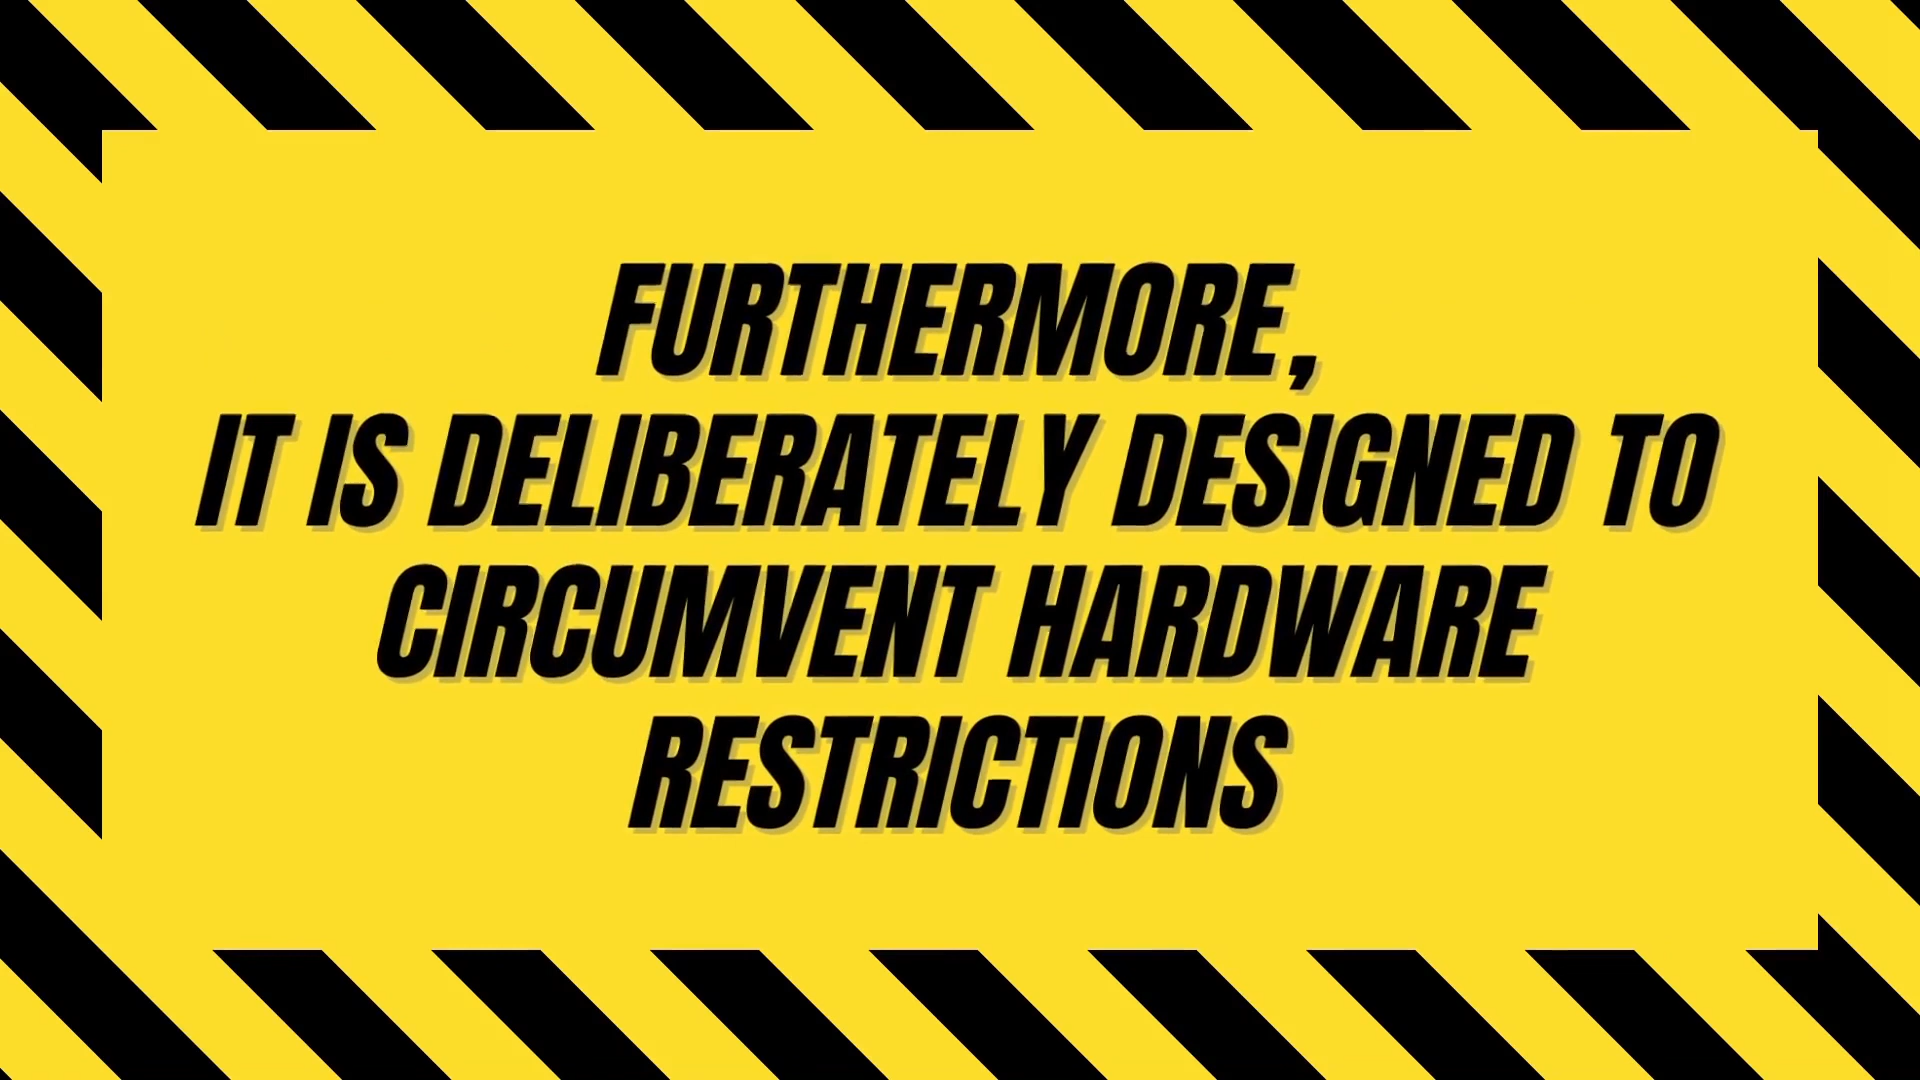 FURTHERMORE,
IT IS DELIBERATELY DESIGNED TO
CIRCUMVENT HARDWARE
RESTRICTIONS